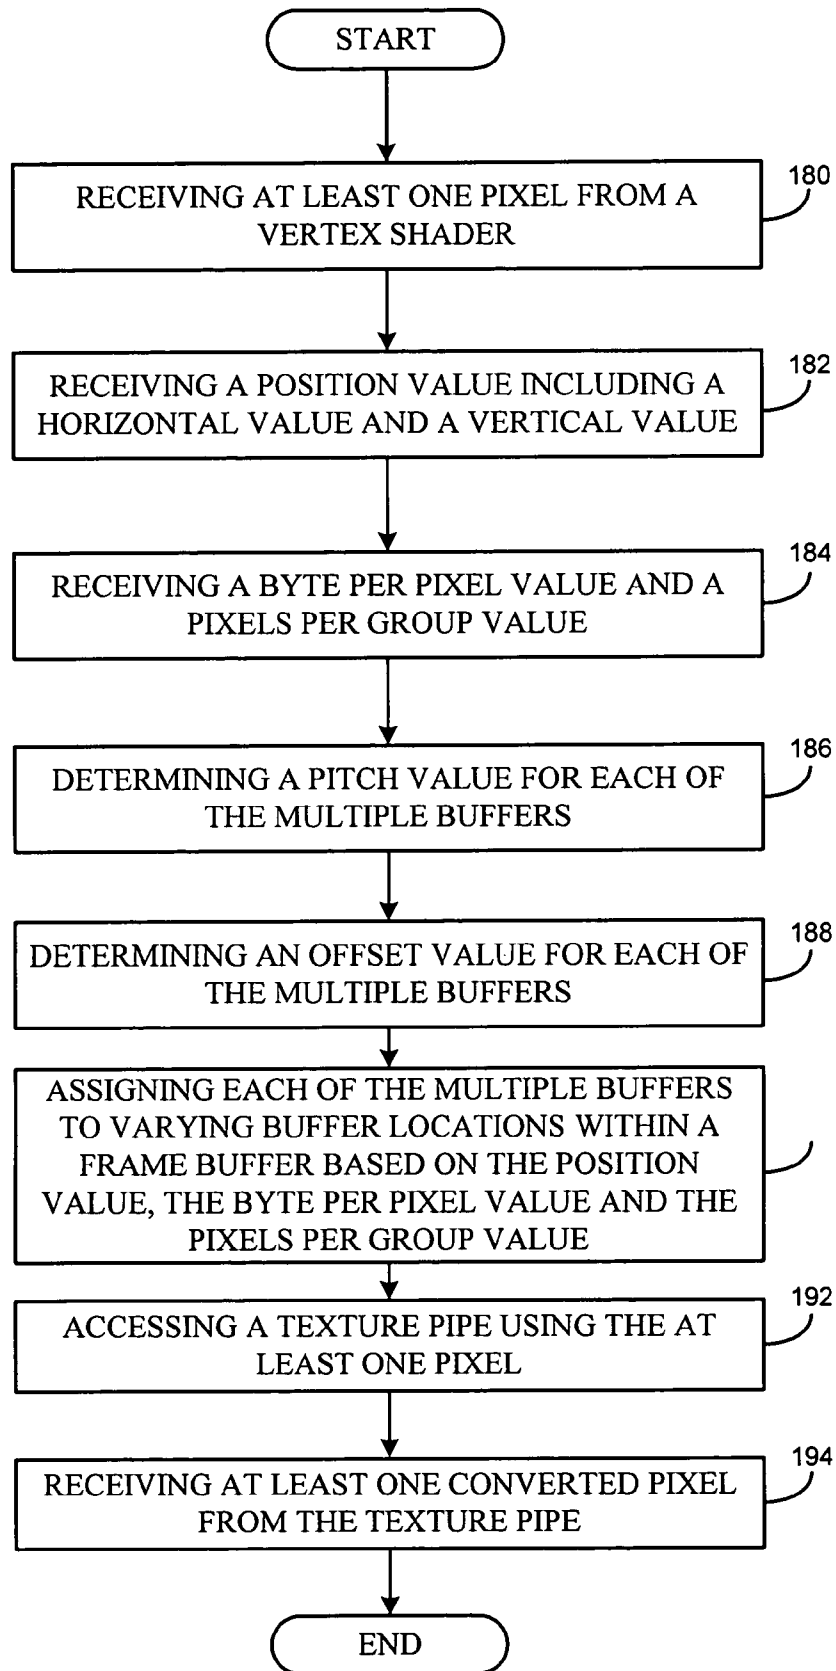 START
180
RECEIVING AT LEAST ONE PIXEL FROM A
VERTEX SHADER
182
RECEIVING A POSITION VALUE INCLUDING A
HORIZONTAL VALUE AND A VERTICAL VALUE
184
RECEIVING A BYTE PER PIXEL VALUE AND A
PIXELS PER GROUP VALUE
186
DETERMINING A PITCH VALUE FOR EACH OF
THE MULTIPLE BUFFERS
188
DETERMINING AN OFFSET VALUE FOR EACH OF
THE MULTIPLE BUFFERS
ASSIGNING EACH OF THE MULTIPLE BUFFERS
TO VARYING BUFFER LOCATIONS WITHIN A
FRAME BUFFER BASED ON THE POSITION
VALUE, THE BYTE PER PIXEL VALUE AND THE
PIXELS PER GROUP VALUE
192
ACCESSING A TEXTURE PIPE USING THE AT
LEAST ONE PIXEL
194
RECEIVING AT LEAST ONE CONVERTED PIXEL
FROM THE TEXTURE PIPE
END